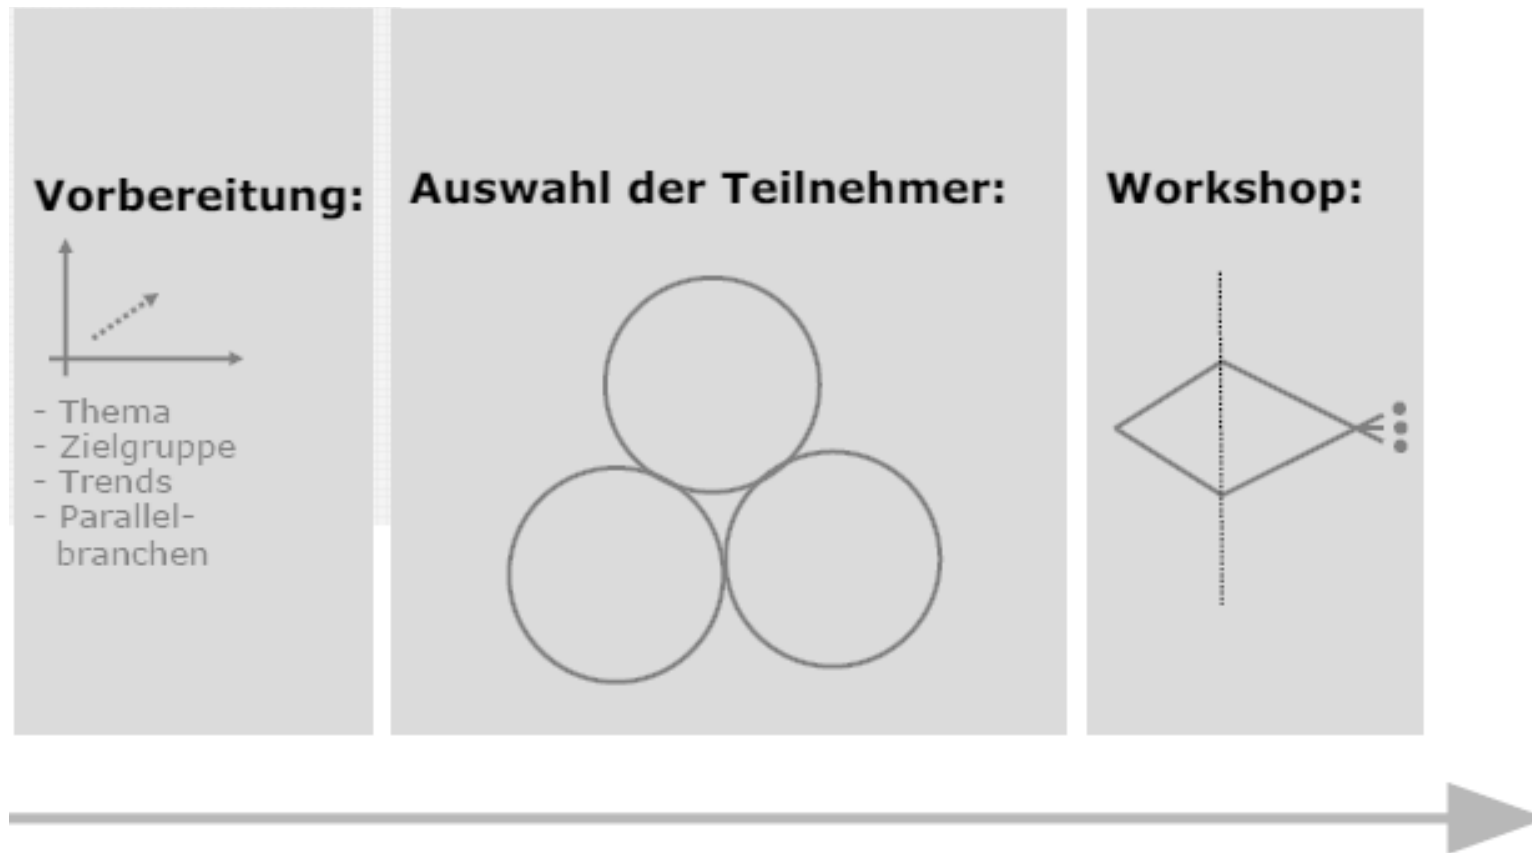 Vorbereitung:
- Thema
- Zielgruppe
- Trends
- Parallel-
branchen
Auswahl der Teilnehmer:
Workshop: